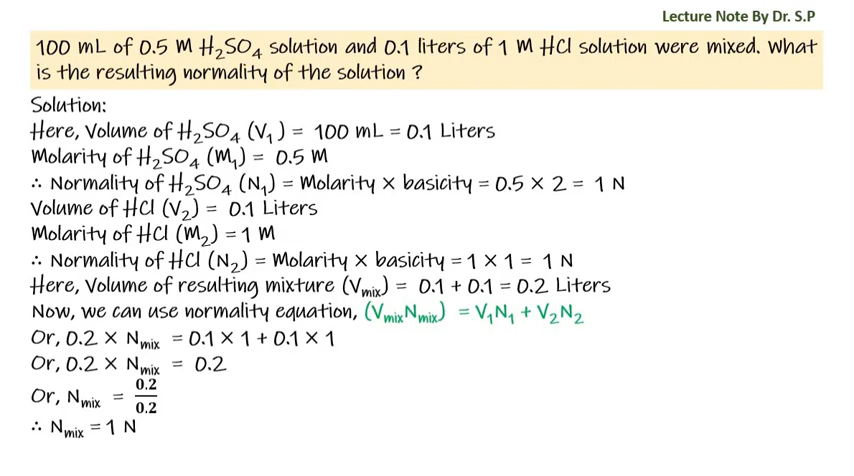 Lecture Note By Dr. S.P
100 mL of 0.5 M H₂SO₄ solution and 0.1 liters of 1 M HCl solution were mixed. What
is the resulting normality of the solution ?
Solution:
Here, Volume of H₂SO₄ (V₁) = 100 mL = 0.1 Liters
Molarity of H₂SO₄ (M₁) = 0.5 M
∴ Normality of H₂SO₄ (N₁) = Molarity × basicity = 0.5 × 2 = 1 N
Volume of HCl (V₂) = 0.1 Liters
Molarity of HCl (M₂) = 1 M
∴ Normality of HCl (N₂) = Molarity × basicity = 1 × 1 = 1 N
Here, Volume of resulting mixture (Vmix) = 0.1 + 0.1 = 0.2 Liters
Now, we can use normality equation, (VmixNmix) = V₁N₁ + V₂N₂
Or, 0.2 × Nmix = 0.1 × 1 + 0.1 × 1
Or, 0.2 × Nmix = 0.2
Or, Nmix = 0.2/0.2
∴ Nmix = 1 N